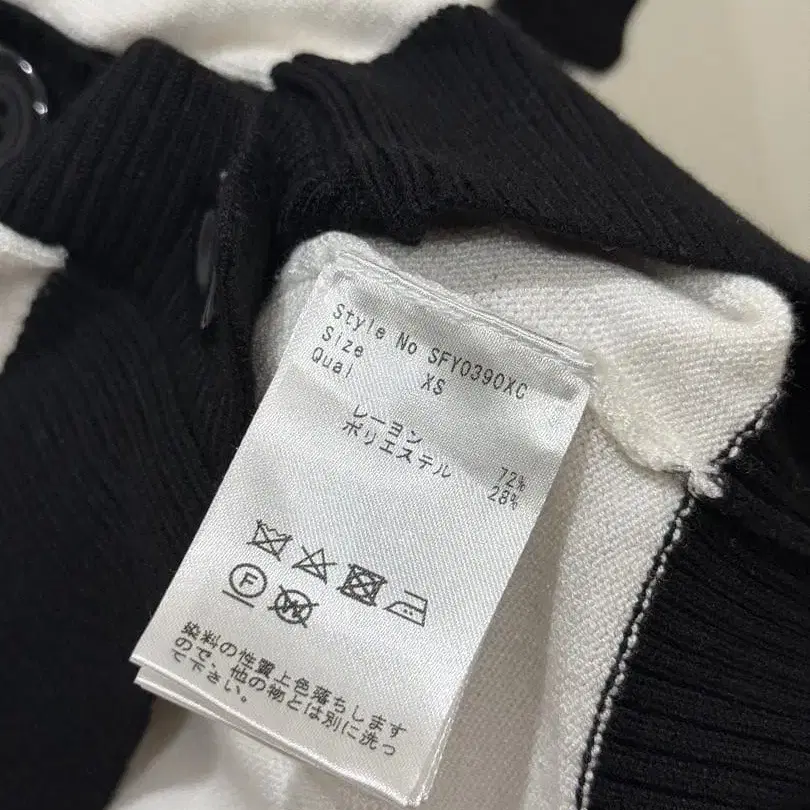 Style No SFY0390XC
Size XS
Qual
レーヨン 72%
ポリエステル 28%
F W
染料の性質上色落ちします
ので、他の物とは別に洗っ
て下さい。